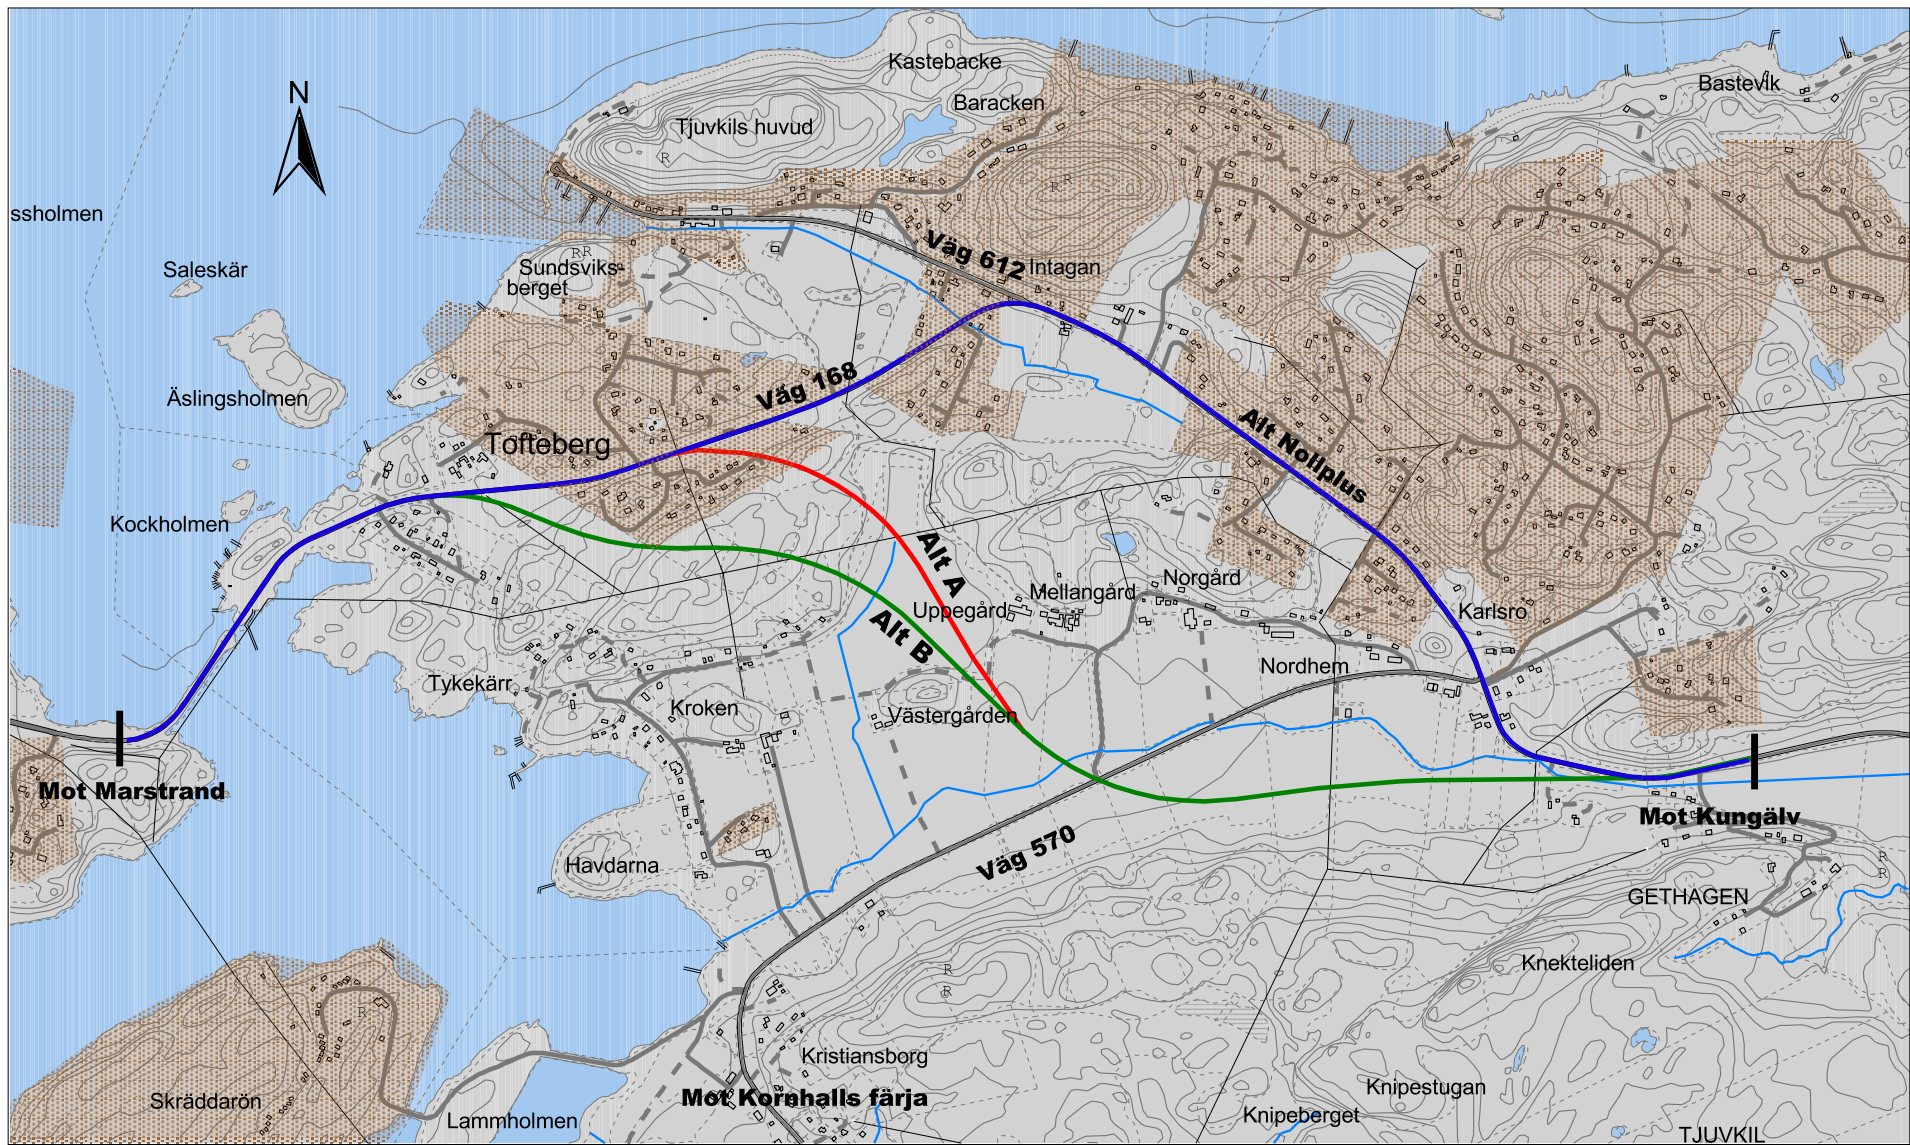 Kastebacke
Bastevik
N
Baracken
Tjuvkils huvud
R
R R
ssholmen
Väg 612
Intagan
Saleskär
RR
Sundsviks-
berget
Väg 168
Äslingsholmen
Alt Nollplus
Tofteberg
Kockholmen
Alt A
Norgård
Mellangård
Uppegård
Karlsro
Alt B
Nordhem
Tykekärr
Kroken
Västergården
Mot Marstrand
Mot Kungälv
Väg 570
Havdarna
R
R
GETHAGEN
Knekteliden
R
R
R
Kristiansborg
Knipestugan
Mot Kornhalls färja
Skräddarön
Lammholmen
Knipeberget
TJUVKIL